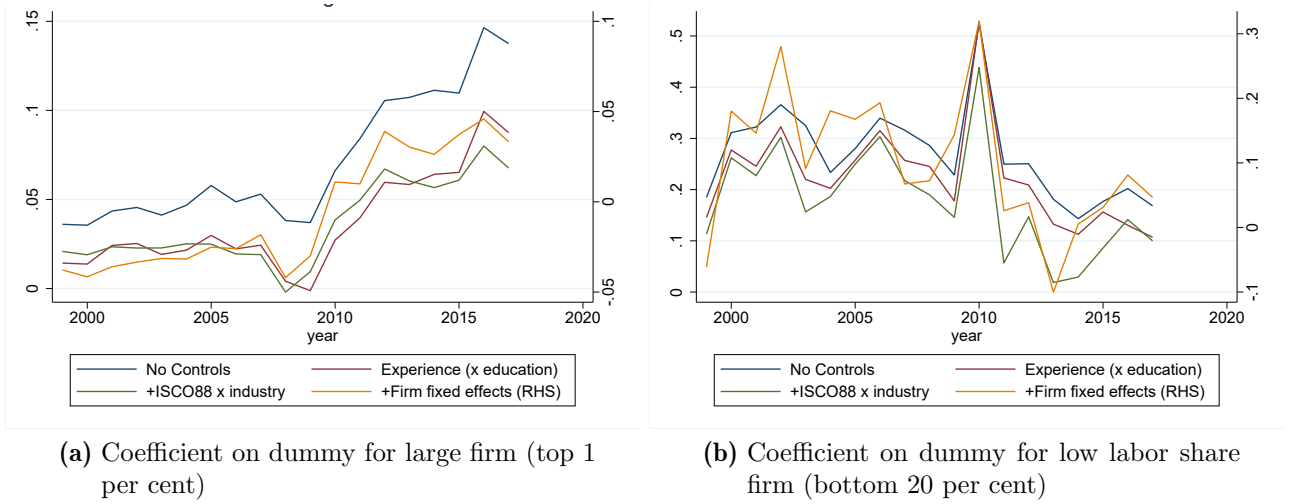 .15
.1
.05
0
.1
.05
0
-.05
2000 2005 2010 2015 2020
year
No Controls Experience (x education)
+ISCO88 x industry +Firm fixed effects (RHS)
(a) Coefficient on dummy for large firm (top 1
per cent)
.5
.4
.3
.2
.1
0
.3
.2
.1
0
-.1
2000 2005 2010 2015 2020
year
No Controls Experience (x education)
+ISCO88 x industry +Firm fixed effects (RHS)
(b) Coefficient on dummy for low labor share
firm (bottom 20 per cent)